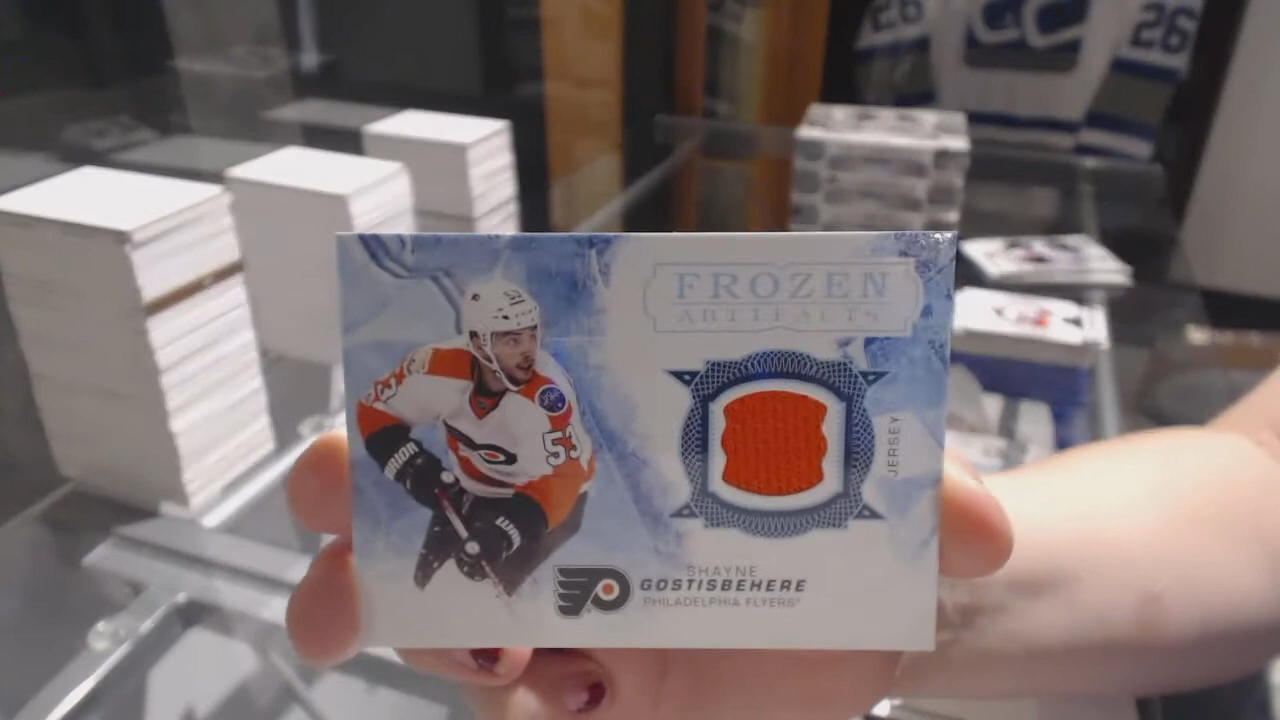 26
26
FROZEN
ARTIFACTS
53
53
JERSEY
SHAYNE
GOSTISBEHERE
PHILADELPHIA FLYERS®